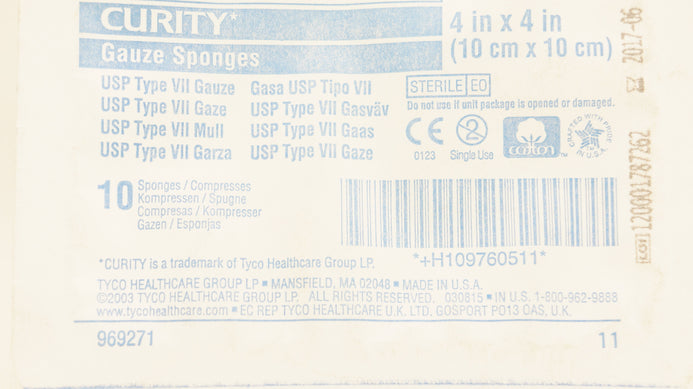 CURITY*
Gauze Sponges
4 in x 4 in
(10 cm x 10 cm)
USP Type VII Gauze Gasa USP Tipo VII
USP Type VII Gaze USP Type VII Gasväv
USP Type VII Mull USP Type VII Gaas
USP Type VII Garza USP Type VII Gaze
STERILE EO
Do not use if unit package is opened or damaged.
CE
0123
2
Single Use
cotton
™
CRAFTED WITH PRIDE
IN U.S.A.
10
Sponges / Compresses
Kompressen / Spugne
Compresas / Kompresser
Gazen / Esponjas
*+H109760511*
*CURITY is a trademark of Tyco Healthcare Group LP.
TYCO HEALTHCARE GROUP LP ■ MANSFIELD, MA 02048 ■ MADE IN U.S.A.
©2003 TYCO HEALTHCARE GROUP LP. ALL RIGHTS RESERVED. 030815 ■ IN U.S. 1-800-962-9888
www.tycohealthcare.com ■ EC REP TYCO HEALTHCARE U.K. LTD. GOSPORT PO13 OAS, U.K.
969271
11
2017-06
LOT 120001787262